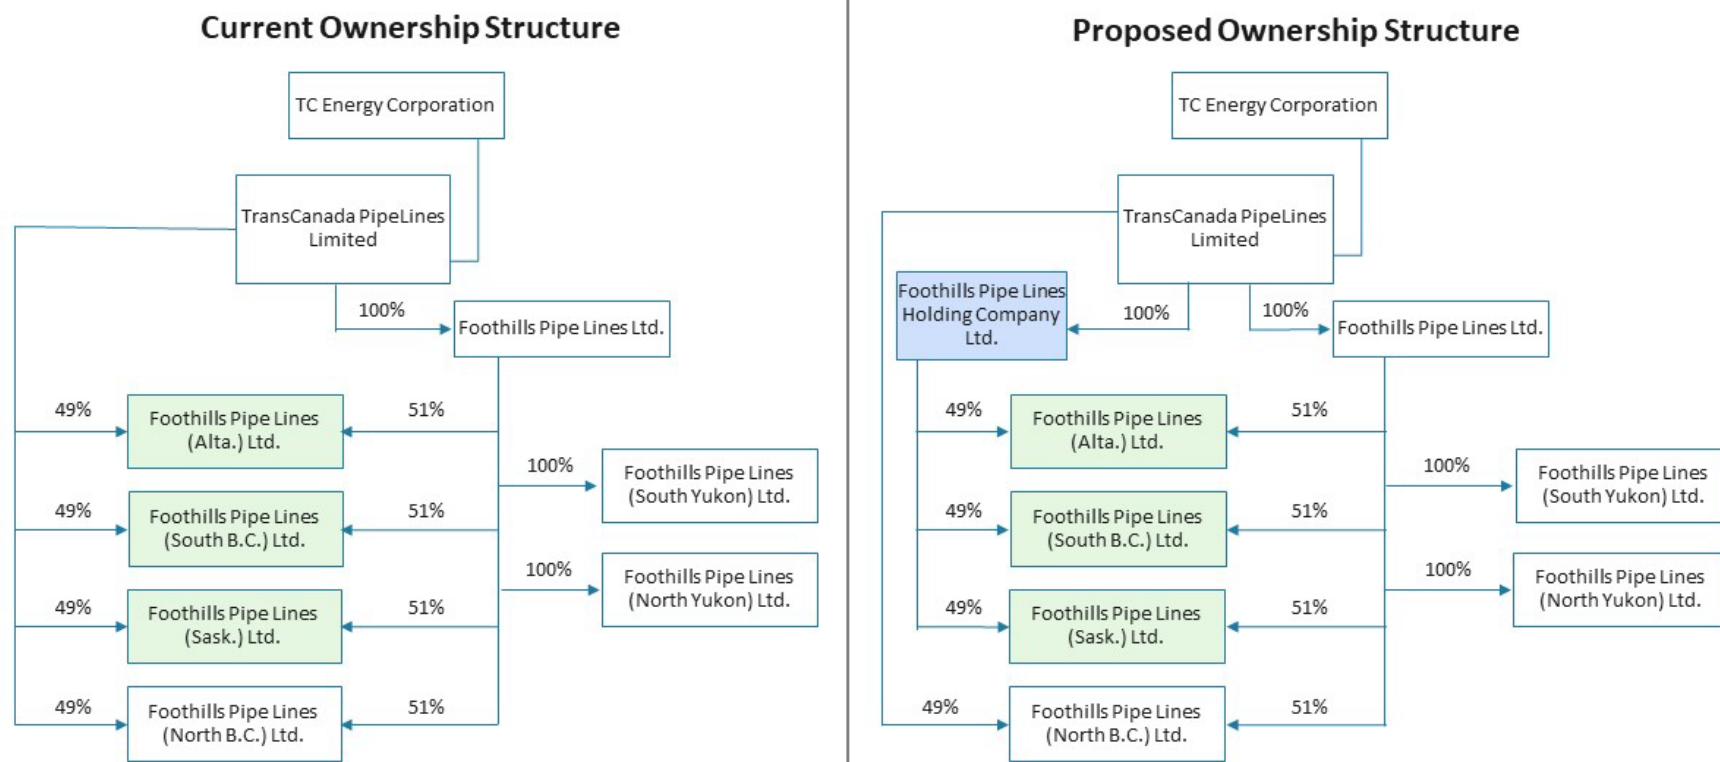 Current Ownership Structure
TC Energy Corporation
TransCanada PipeLines
Limited
100%
Foothills Pipe Lines Ltd.
49%
Foothills Pipe Lines
(Alta.) Ltd.
51%
100%
Foothills Pipe Lines
(South Yukon) Ltd.
49%
Foothills Pipe Lines
(South B.C.) Ltd.
51%
100%
Foothills Pipe Lines
(North Yukon) Ltd.
49%
Foothills Pipe Lines
(Sask.) Ltd.
51%
49%
Foothills Pipe Lines
(North B.C.) Ltd.
51%
Proposed Ownership Structure
TC Energy Corporation
TransCanada PipeLines
Limited
Foothills Pipe Lines
Holding Company
Ltd.
100%
100%
Foothills Pipe Lines Ltd.
49%
Foothills Pipe Lines
(Alta.) Ltd.
51%
100%
Foothills Pipe Lines
(South Yukon) Ltd.
49%
Foothills Pipe Lines
(South B.C.) Ltd.
51%
100%
Foothills Pipe Lines
(North Yukon) Ltd.
49%
Foothills Pipe Lines
(Sask.) Ltd.
51%
49%
Foothills Pipe Lines
(North B.C.) Ltd.
51%